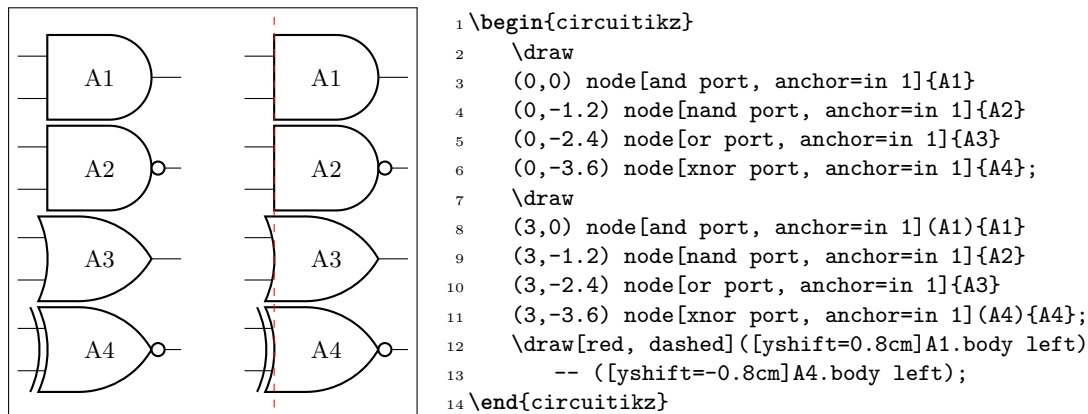 A1 A1
A2 A2
A3 A3
A4 A4
1 \begin{circuitikz}
2     \draw
3     (0,0) node[and port, anchor=in 1]{A1}
4     (0,-1.2) node[nand port, anchor=in 1]{A2}
5     (0,-2.4) node[or port, anchor=in 1]{A3}
6     (0,-3.6) node[xnor port, anchor=in 1]{A4};
7     \draw
8     (3,0) node[and port, anchor=in 1](A1){A1}
9     (3,-1.2) node[nand port, anchor=in 1]{A2}
10     (3,-2.4) node[or port, anchor=in 1]{A3}
11     (3,-3.6) node[xnor port, anchor=in 1](A4){A4};
12     \draw[red, dashed]([yshift=0.8cm]A1.body left)
13        -- ([yshift=-0.8cm]A4.body left);
14 \end{circuitikz}